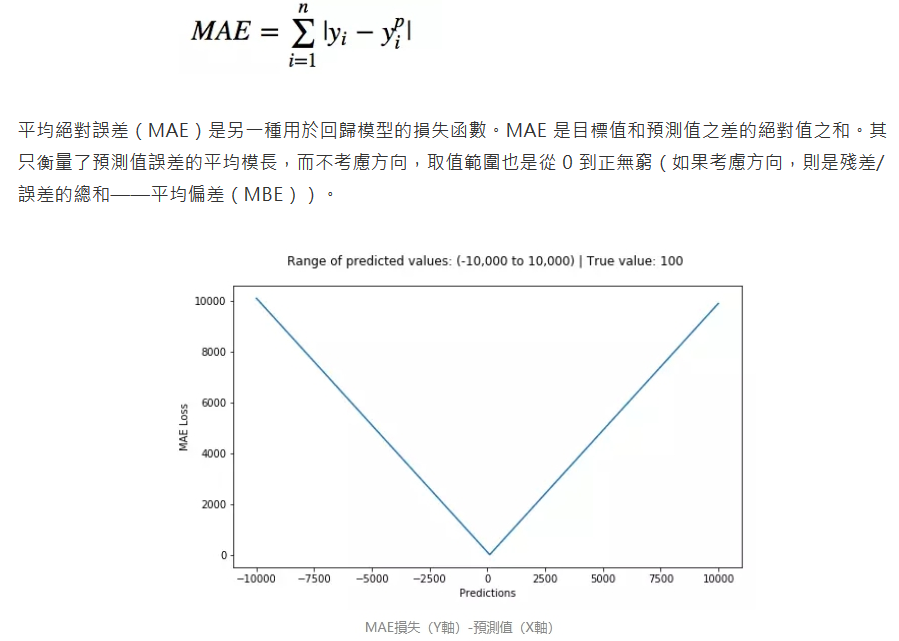 MAE = \sum_{i=1}^{n} |y_i − y_i^p|
平均絕對誤差（MAE）是另一種用於回歸模型的損失函數。MAE 是目標值和預測值之差的絕對值之和。其
只衡量了預測值誤差的平均模長，而不考慮方向，取值範圍也是從 0 到正無窮（如果考慮方向，則是殘差/
誤差的總和——平均偏差（MBE））。
Range of predicted values: (-10,000 to 10,000) | True value: 100
MAE Loss
10000
8000
6000
4000
2000
0
−10000 −7500 −5000 −2500 0 2500 5000 7500 10000
Predictions
MAE損失（Y軸）-預測值（X軸）